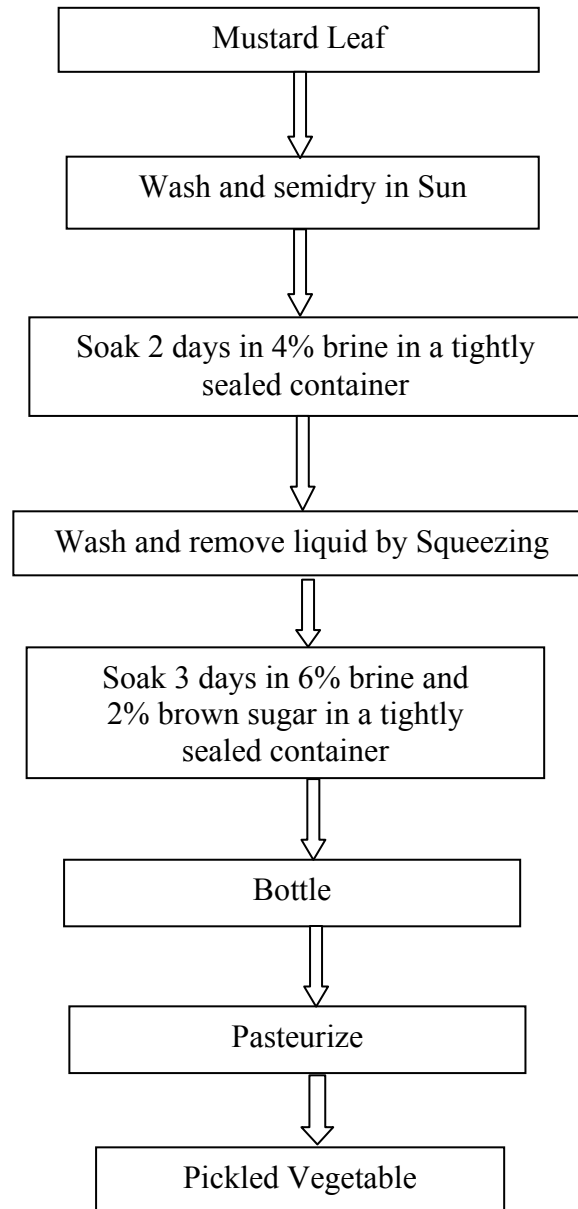 Mustard Leaf
Wash and semidry in Sun
Soak 2 days in 4% brine in a tightly
sealed container
Wash and remove liquid by Squeezing
Soak 3 days in 6% brine and
2% brown sugar in a tightly
sealed container
Bottle
Pasteurize
Pickled Vegetable